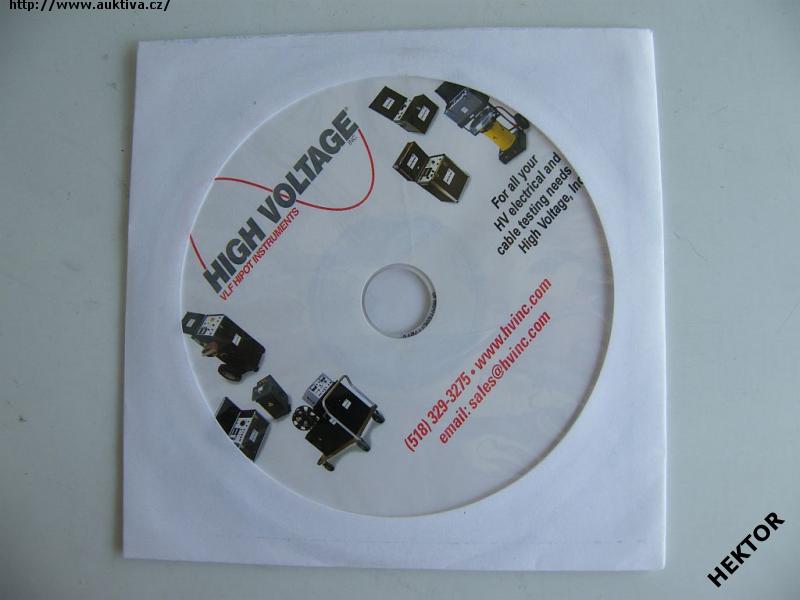 http://www.auktiva.cz/
HIGH VOLTAGE®
INC.
VLF HIPOT INSTRUMENTS
For all your
HV electrical and
cable testing needs
High Voltage, Inc
(518) 329-3275 • www.hvinc.com
email: sales@hvinc.com
HEKTOR